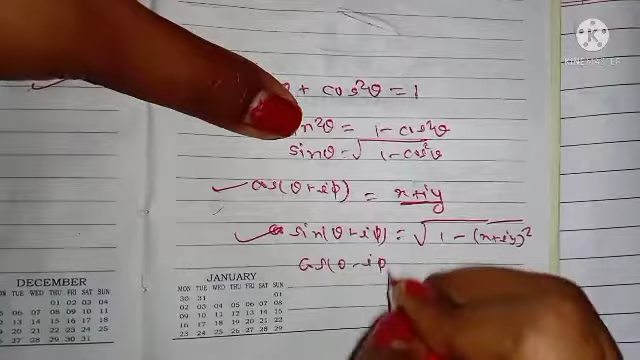 K
KINEMASTER
+ cos²θ = 1
in²θ = 1 - cos²θ
sinθ - √1 - cos²θ
cos(θ + iφ) = x+iy
sin(θ + iφ) = √1 - (x+iy)²
cos(θ - iφ
TUE WED THU FRI SAT SUN
01 02 03 04
06 07 08 09 10 11
13 14 15 16 17 18
20 21 22 23 24 25
27 28 29 30 31
JANUARY
MON TUE WED THU FRI SAT SUN
30 31 01
02 03 04 05 06 07 08
09 10 11 12 13 14 15
16 17 18 19 20 21 22
23 24 25 26 27 28 29